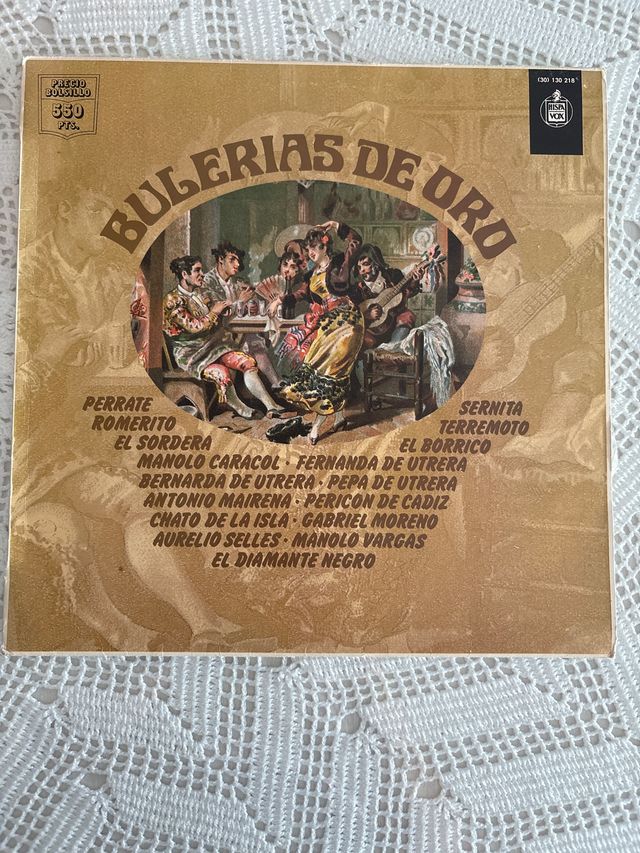 PRECIO
BOLSILLO
550
PTS.
(30) 130 218
HISPA
VOX
BULERIAS DE ORO
PERRATE
ROMERITO
EL SORDERA
SERNITA
TERREMOTO
EL BORRICO
MANOLO CARACOL · FERNANDA DE UTRERA
BERNARDA DE UTRERA · PEPA DE UTRERA
ANTONIO MAIRENA · PERICON DE CADIZ
CHATO DE LA ISLA · GABRIEL MORENO
AURELIO SELLES · MANOLO VARGAS
EL DIAMANTE NEGRO